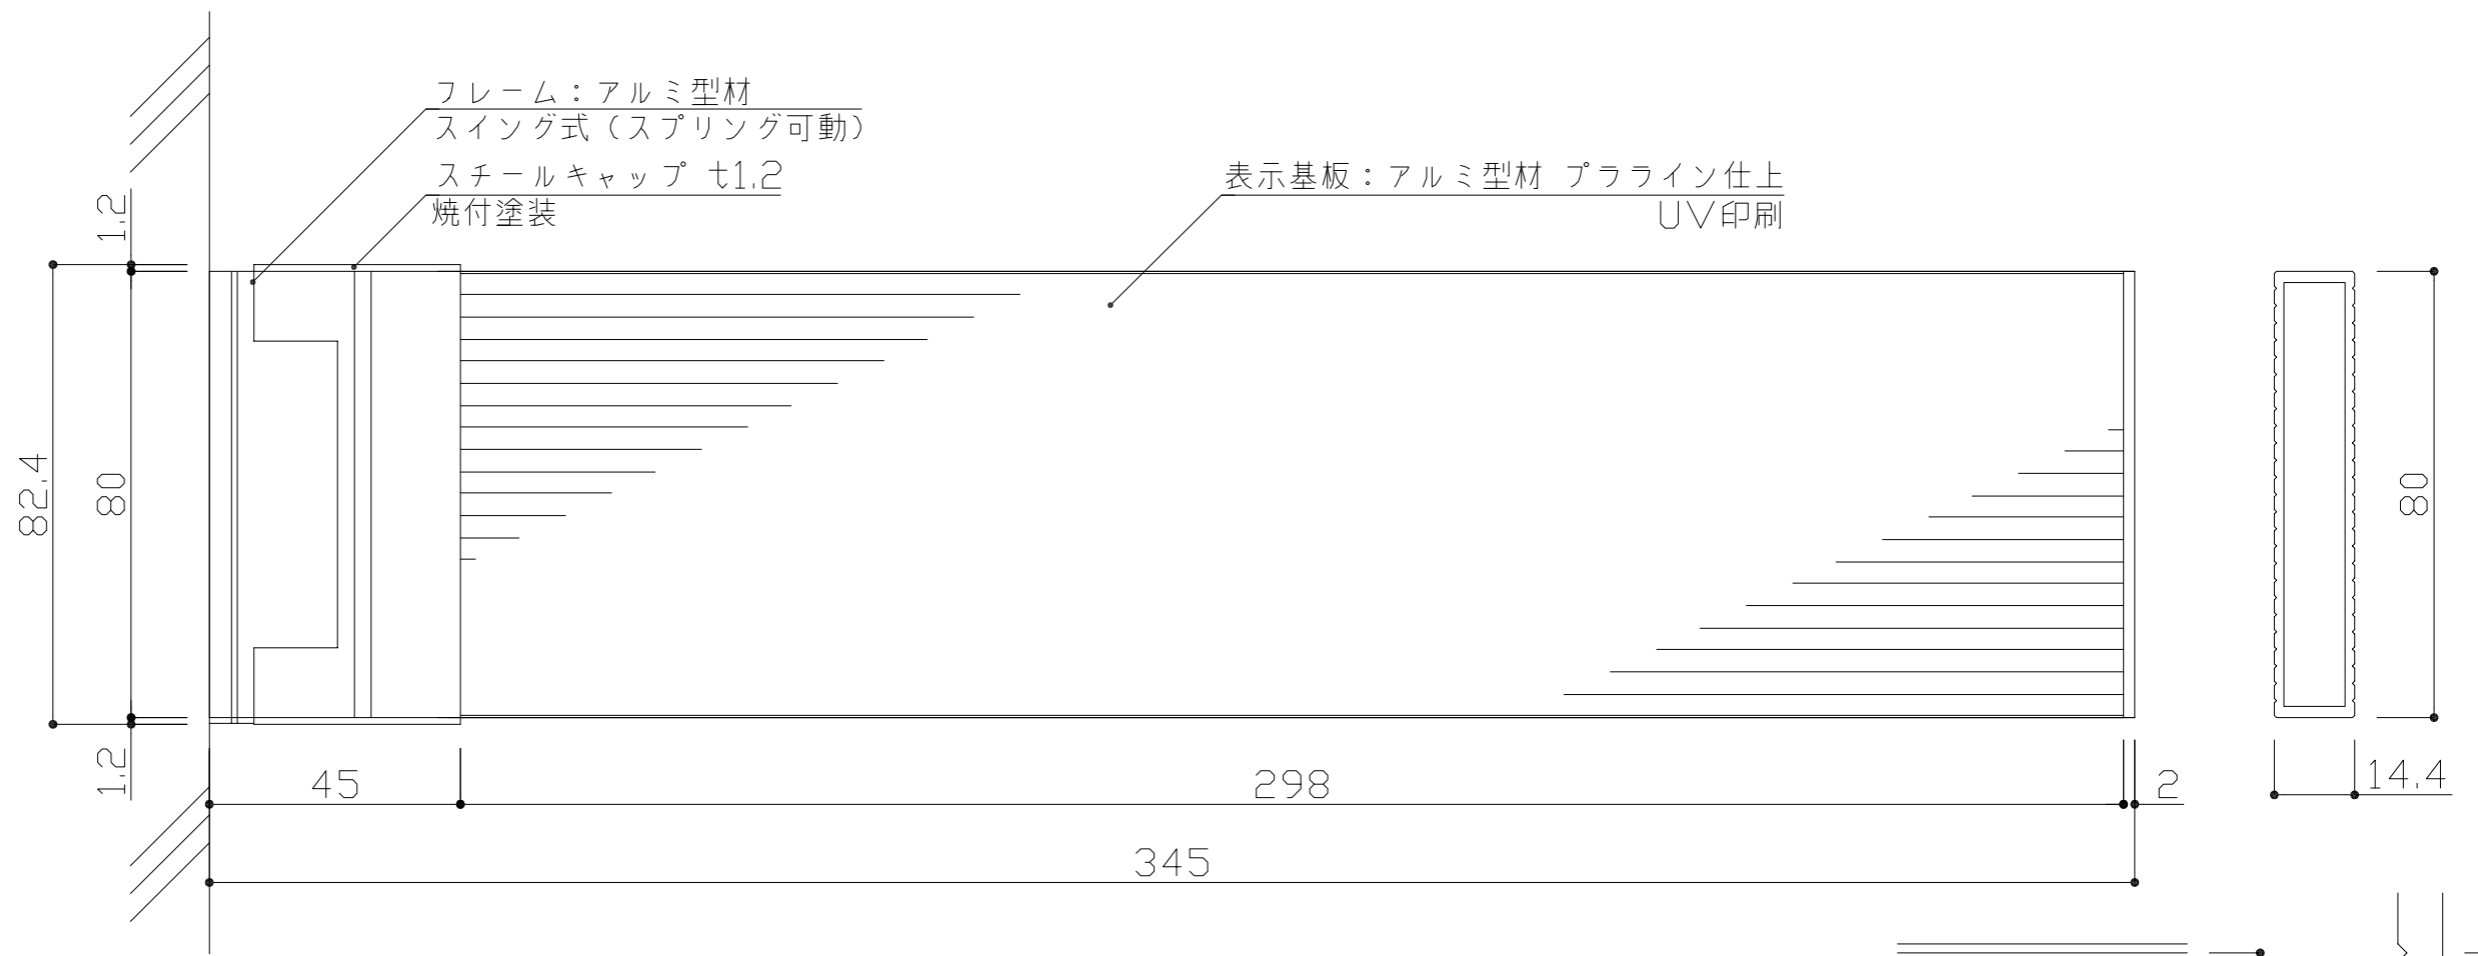 フレーム：アルミ型材
スイング式（スプリング可動）
スチールキャップ t1.2
焼付塗装
表示基板：アルミ型材 プラライン仕上
UV印刷
1.2
82.4
80
1.2
80
45
298
2
14.4
345